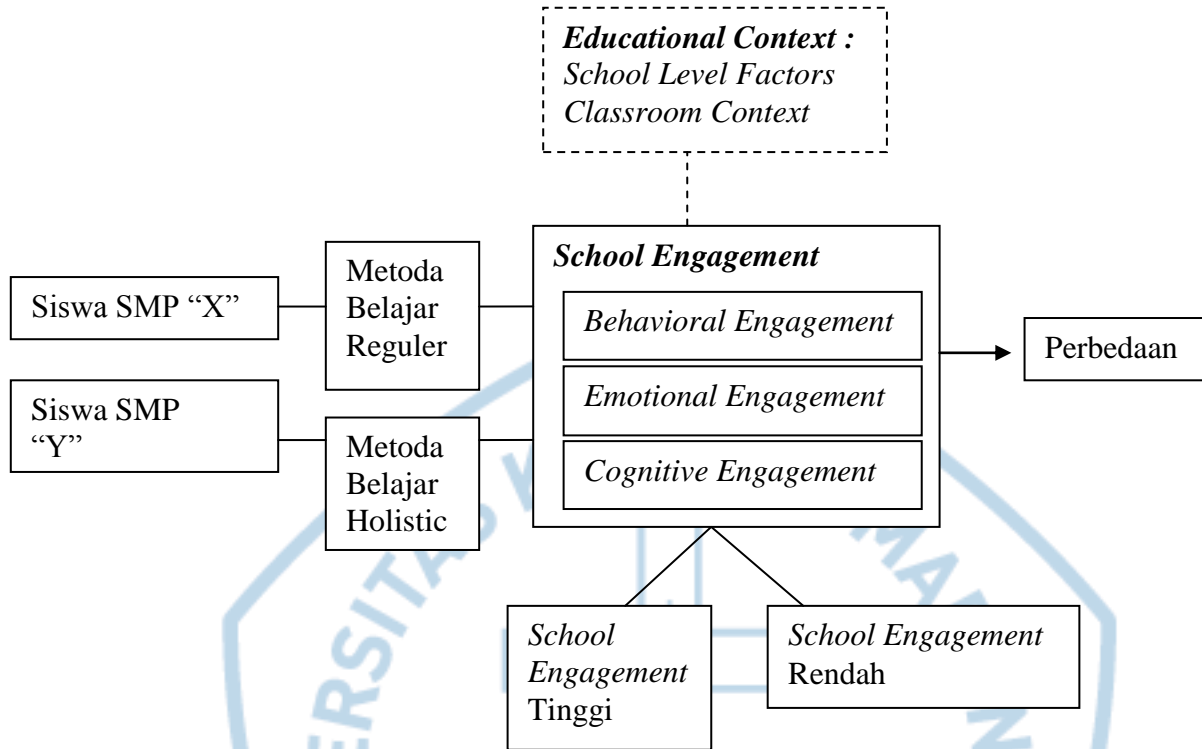 Educational Context :
School Level Factors
Classroom Context
School Engagement
Metoda
Belajar
Reguler
Siswa SMP “X”
Behavioral Engagement
Perbedaan
Siswa SMP
“Y”
Emotional Engagement
Metoda
Belajar
Holistic
Cognitive Engagement
School
Engagement
Tinggi
School Engagement
Rendah